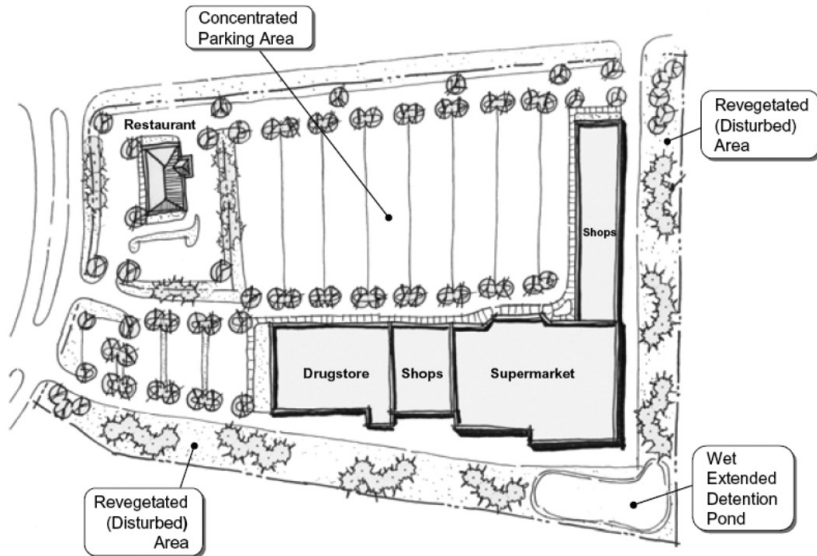 Concentrated
Parking Area
Restaurant
Revegetated
(Disturbed)
Area
Shops
Drugstore
Shops
Supermarket
Wet
Extended
Detention
Pond
Revegetated
(Disturbed)
Area